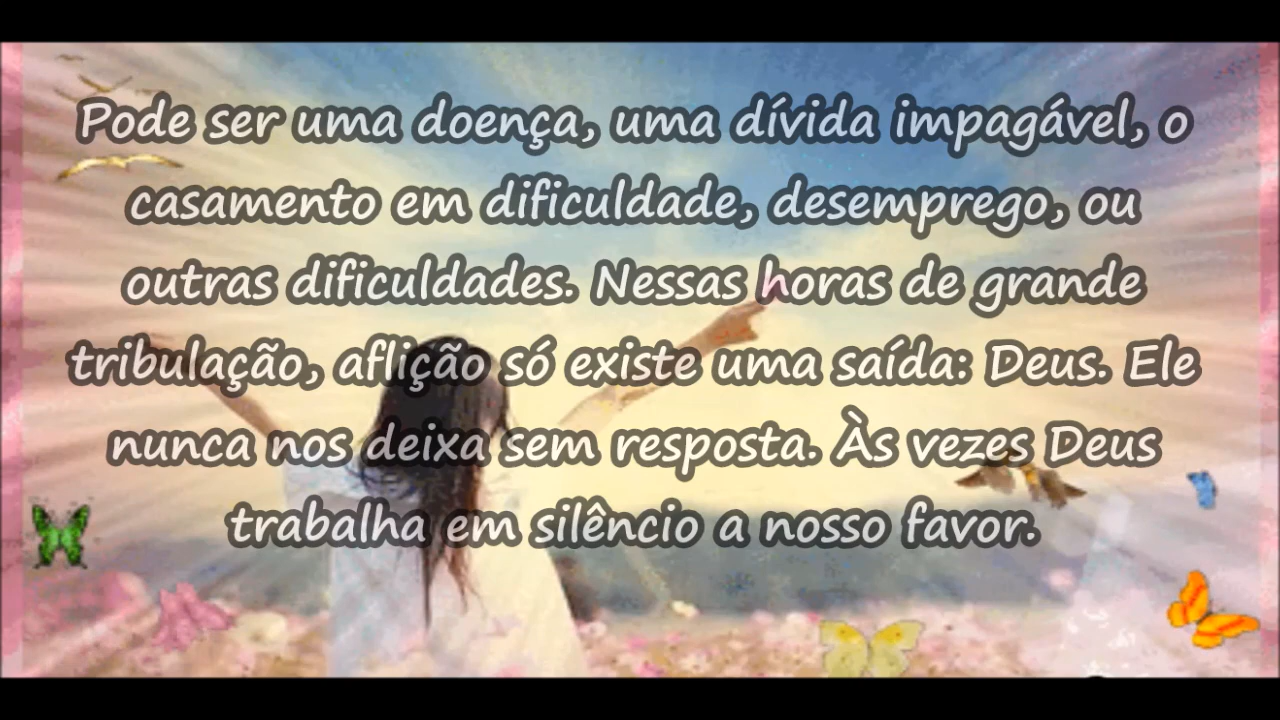 Pode ser uma doença, uma dívida impagável, o
casamento em dificuldade, desemprego, ou
outras dificuldades. Nessas horas de grande
tribulação, aflição só existe uma saída: Deus. Ele
nunca nos deixa sem resposta. Às vezes Deus
trabalha em silêncio a nosso favor.